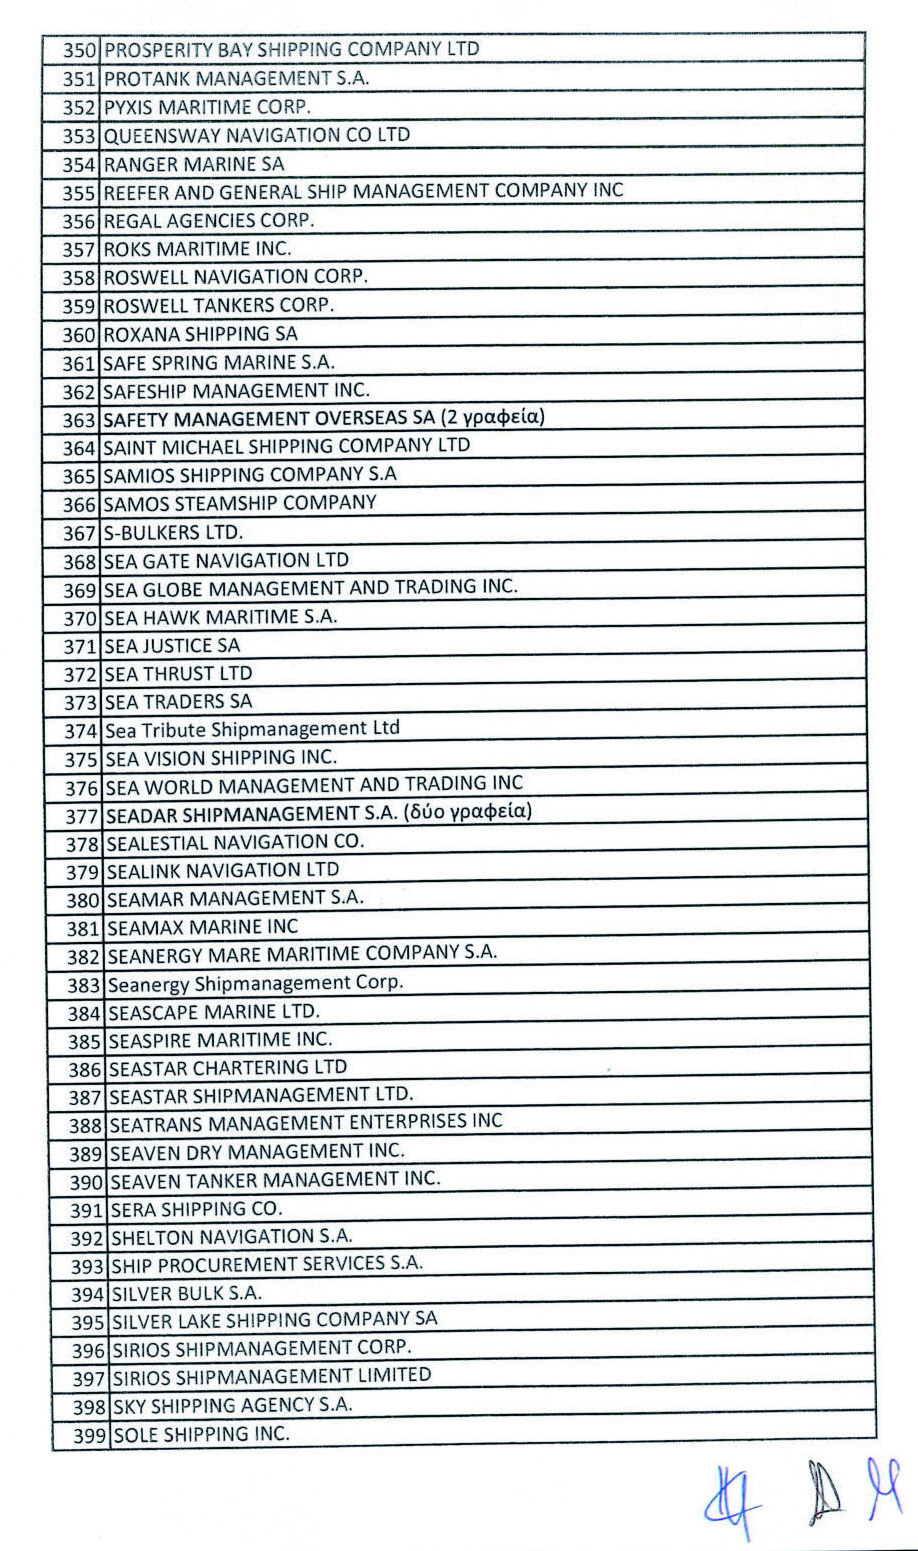 350 PROSPERITY BAY SHIPPING COMPANY LTD
351 PROTANK MANAGEMENT S.A.
352 PYXIS MARITIME CORP.
353 QUEENSWAY NAVIGATION CO LTD
354 RANGER MARINE SA
355 REEFER AND GENERAL SHIP MANAGEMENT COMPANY INC
356 REGAL AGENCIES CORP.
357 ROKS MARITIME INC.
358 ROSWELL NAVIGATION CORP.
359 ROSWELL TANKERS CORP.
360 ROXANA SHIPPING SA
361 SAFE SPRING MARINE S.A.
362 SAFESHIP MANAGEMENT INC.
363 SAFETY MANAGEMENT OVERSEAS SA (2 γραφεία)
364 SAINT MICHAEL SHIPPING COMPANY LTD
365 SAMIOS SHIPPING COMPANY S.A
366 SAMOS STEAMSHIP COMPANY
367 S-BULKERS LTD.
368 SEA GATE NAVIGATION LTD
369 SEA GLOBE MANAGEMENT AND TRADING INC.
370 SEA HAWK MARITIME S.A.
371 SEA JUSTICE SA
372 SEA THRUST LTD
373 SEA TRADERS SA
374 Sea Tribute Shipmanagement Ltd
375 SEA VISION SHIPPING INC.
376 SEA WORLD MANAGEMENT AND TRADING INC
377 SEADAR SHIPMANAGEMENT S.A. (δύο γραφεία)
378 SEALESTIAL NAVIGATION CO.
379 SEALINK NAVIGATION LTD
380 SEAMAR MANAGEMENT S.A.
381 SEAMAX MARINE INC
382 SEANERGY MARE MARITIME COMPANY S.A.
383 Seanergy Shipmanagement Corp.
384 SEASCAPE MARINE LTD.
385 SEASPIRE MARITIME INC.
386 SEASTAR CHARTERING LTD
387 SEASTAR SHIPMANAGEMENT LTD.
388 SEATRANS MANAGEMENT ENTERPRISES INC
389 SEAVEN DRY MANAGEMENT INC.
390 SEAVEN TANKER MANAGEMENT INC.
391 SERA SHIPPING CO.
392 SHELTON NAVIGATION S.A.
393 SHIP PROCUREMENT SERVICES S.A.
394 SILVER BULK S.A.
395 SILVER LAKE SHIPPING COMPANY SA
396 SIRIOS SHIPMANAGEMENT CORP.
397 SIRIOS SHIPMANAGEMENT LIMITED
398 SKY SHIPPING AGENCY S.A.
399 SOLE SHIPPING INC.